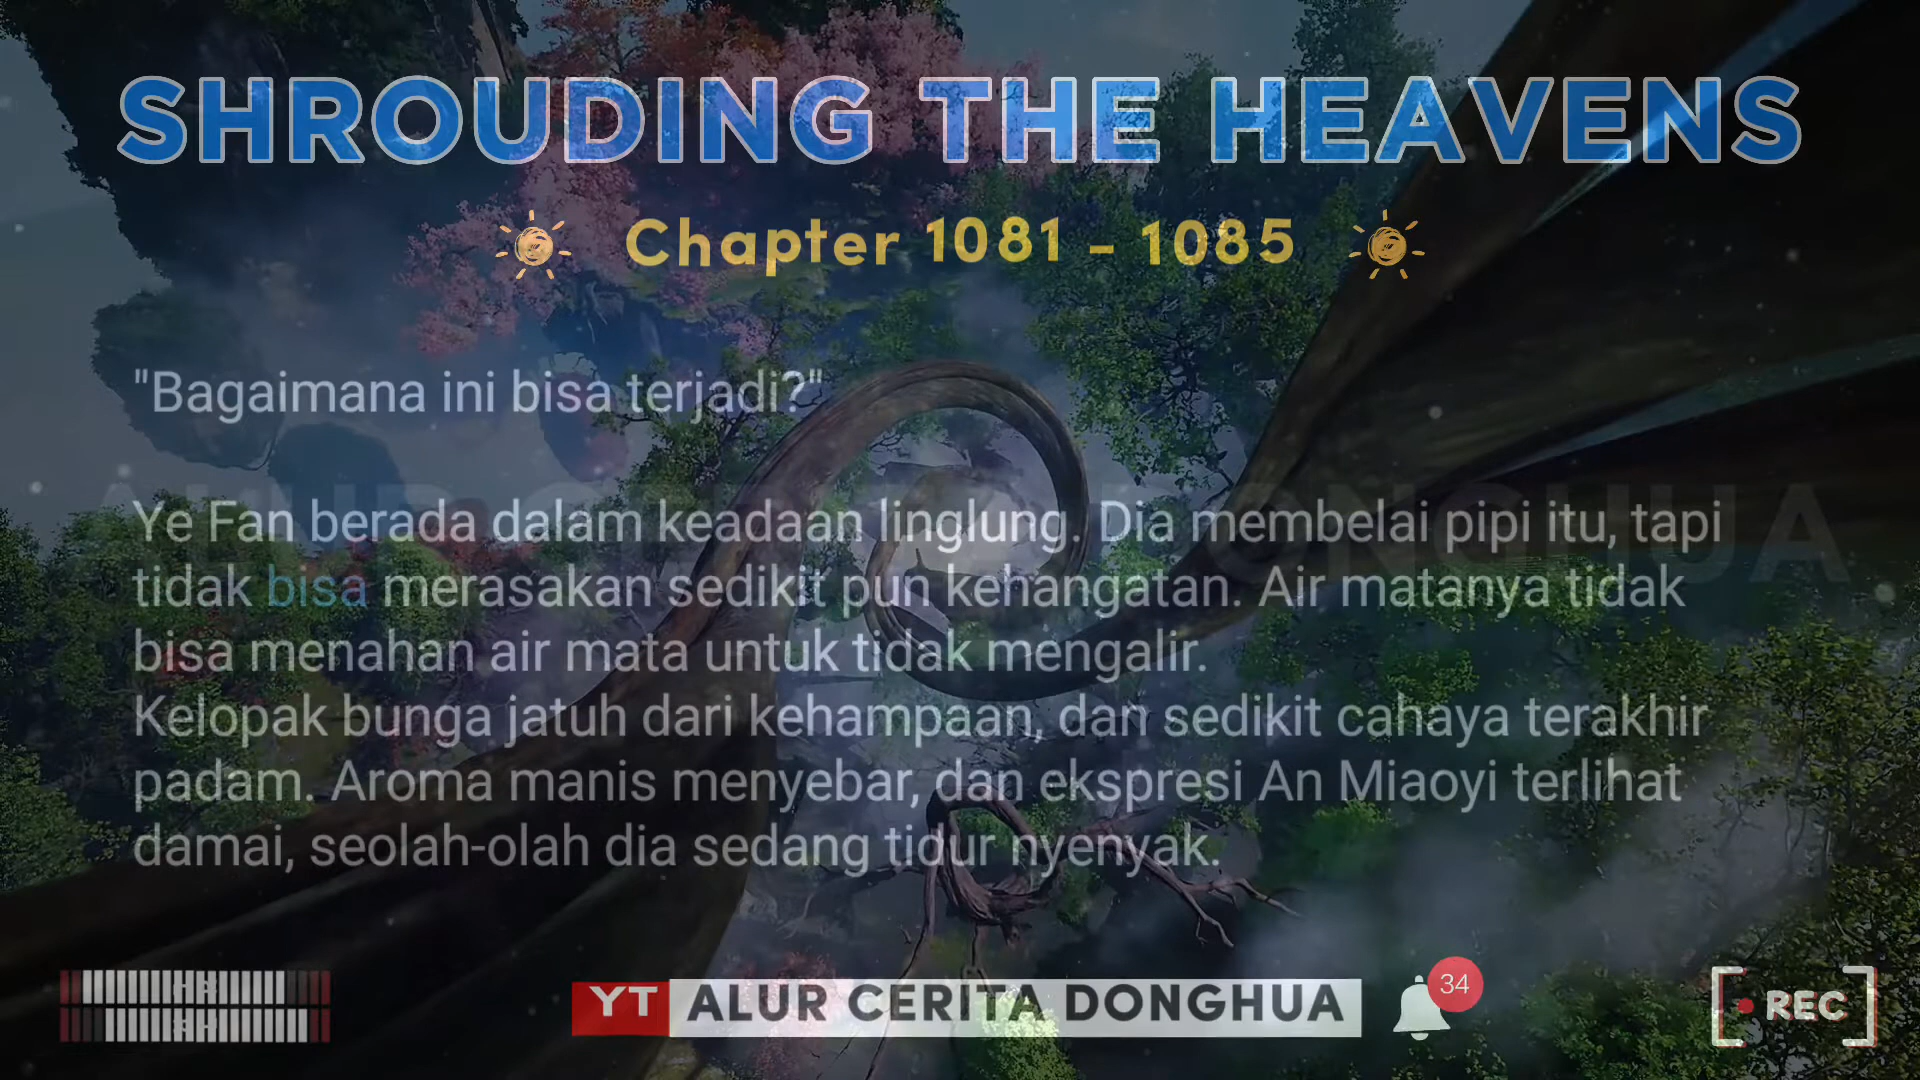 SHROUDING THE HEAVENS
Chapter 1081 - 1085
"Bagaimana ini bisa terjadi?"
Ye Fan berada dalam keadaan linglung. Dia membelai pipi itu, tapi
tidak bisa merasakan sedikit pun kehangatan. Air matanya tidak
bisa menahan air mata untuk tidak mengalir.
Kelopak bunga jatuh dari kehampaan, dan sedikit cahaya terakhir
padam. Aroma manis menyebar, dan ekspresi An Miaoyi terlihat
damai, seolah-olah dia sedang tidur nyenyak.
YT ALUR CERITA DONGHUA
34
REC